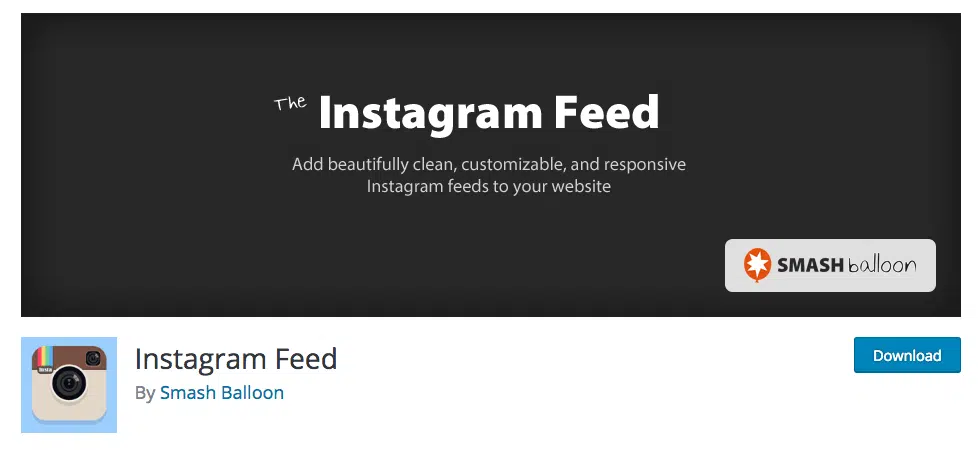 The Instagram Feed
Add beautifully clean, customizable, and responsive
Instagram feeds to your website
SMASH balloon
Insta
Instagram Feed
Download
By Smash Balloon